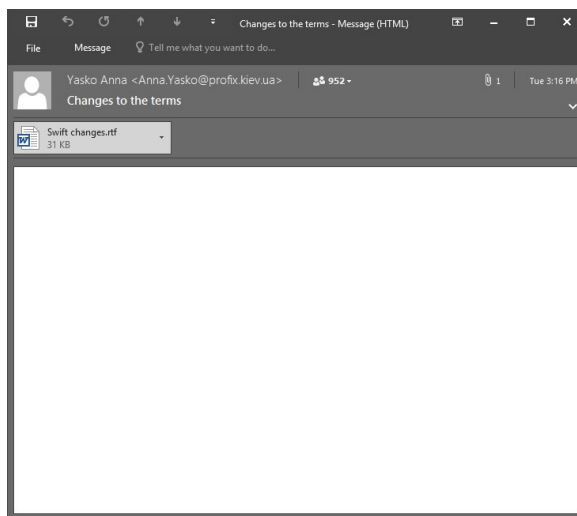 Changes to the terms - Message (HTML)
File Message Tell me what you want to do...
Yasko Anna <Anna.Yasko@profix.kiev.ua> 952 1 Tue 3:16 PM
Changes to the terms
Swift changes.rtf
31 KB